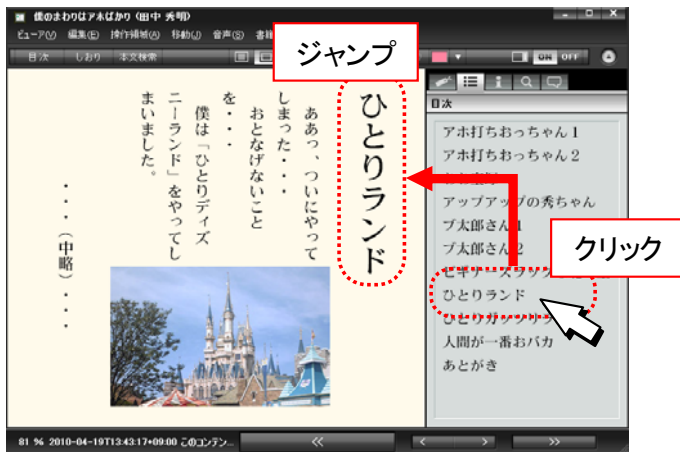 僕のまわりはアホばかり (田中 秀明)
ビューア(V) 編集(E) 操作領域(A) 移動(J) 音声(S)
目次 しおり 本文検索
ON OFF
ジャンプ
ひとりランド
ああっ、ついにやって
しまった・・・
おとなげないこと
を・・・
僕は「ひとりディズ
ニーランド」をやってし
まいました。
・・・(中略)・・・
目次
アホ打ちおっちゃん 1
アホ打ちおっちゃん 2
アップアップの秀ちゃん
ブ太郎さん 1
ブ太郎さん 2
ひとりランド
人間が一番おバカ
あとがき
クリック
81 % 2010-04-19T13:43:17+09:00 このコンテン...
<< < > >>